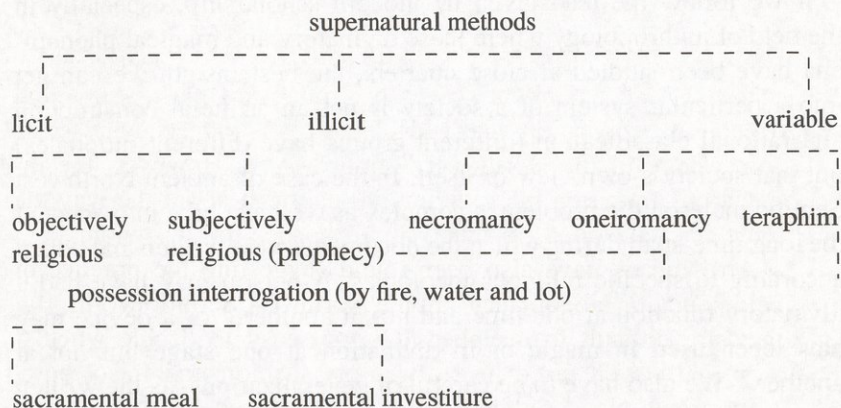 supernatural methods
licit illicit variable
objectively subjectively necromancy oneiromancy teraphim
religious religious (prophecy)
possession interrogation (by fire, water and lot)
sacramental meal sacramental investiture